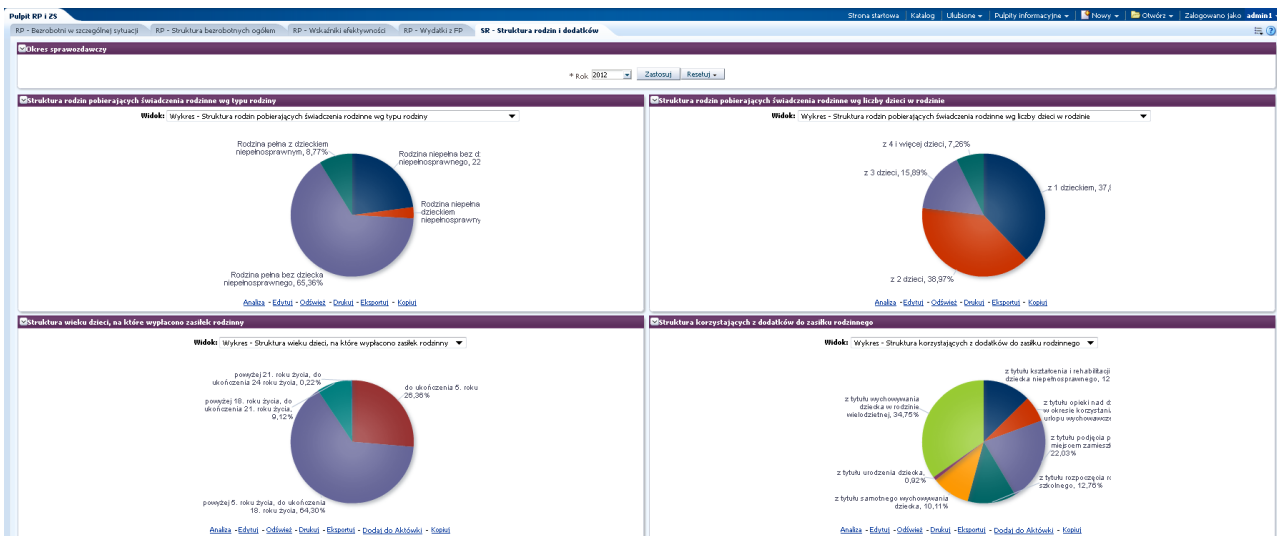 Pulpit RP i ZS
Strona startowa Katalog Ulubione Pulpity informacyjne Nowy Otwórz Zalogowano jako admin1
RP - Bezrobotni w szczególnej sytuacji RP - Struktura bezrobotnych ogółem RP - Wskaźniki efektywności RP - Wydatki z FP SR - Struktura rodzin i dodatków
Okres sprawozdawczy
* Rok 2012 Zastosuj Resetuj
Struktura rodzin pobierających świadczenia rodzinne wg typu rodziny
Widok: Wykres - Struktura rodzin pobierających świadczenia rodzinne wg typu rodziny
Rodzina pełna z dzieckiem
niepełnosprawnym, 8,77%
Rodzina niepełna bez dz
niepełnosprawnego, 22
Rodzina niepełna
dzieckiem
niepełnosprawny
Rodzina pełna bez dziecka
niepełnosprawnego, 65,36%
Analiza - Edytuj - Odśwież - Drukuj - Eksportuj - Kopiuj
Struktura rodzin pobierających świadczenia rodzinne wg liczby dzieci w rodzinie
Widok: Wykres - Struktura rodzin pobierających świadczenia rodzinne wg liczby dzieci w rodzinie
z 4 i więcej dzieci, 7,26%
z 3 dzieci, 15,89%
z 1 dzieckiem, 37,
z 2 dzieci, 38,97%
Analiza - Edytuj - Odśwież - Drukuj - Eksportuj - Kopiuj
Struktura wieku dzieci, na które wypłacono zasiłek rodzinny
Widok: Wykres - Struktura wieku dzieci, na które wypłacono zasiłek rodzinny
powyżej 21. roku życia, do
ukończenia 24 roku życia, 0,22%
do ukończenia 5. roku
26,36%
powyżej 18. roku życia, do
ukończenia 21. roku życia,
9,12%
powyżej 5. roku życia, do ukończenia
18. roku życia, 64,30%
Analiza - Edytuj - Odśwież - Drukuj - Eksportuj - Dodaj do Aktówki - Kopiuj
Struktura korzystających z dodatków do zasiłku rodzinnego
Widok: Wykres - Struktura korzystających z dodatków do zasiłku rodzinnego
z tytułu kształcenia i rehabilitacji
dziecka niepełnosprawnego, 12
z tytułu wychowywania
dziecka w rodzinie
wielodzietnej, 34,75%
z tytułu opieki nad dz
w okresie korzystania
urlopu wychowawcze
z tytułu podjęcia p
miejscem zamiesz
22,03%
z tytułu urodzenia dziecka,
0,92%
z tytułu rozpoczęcia ro
szkolnego, 12,76%
z tytułu samotnego wychowywania
dziecka, 10,11%
Analiza - Edytuj - Odśwież - Drukuj - Eksportuj - Dodaj do Aktówki - Kopiuj